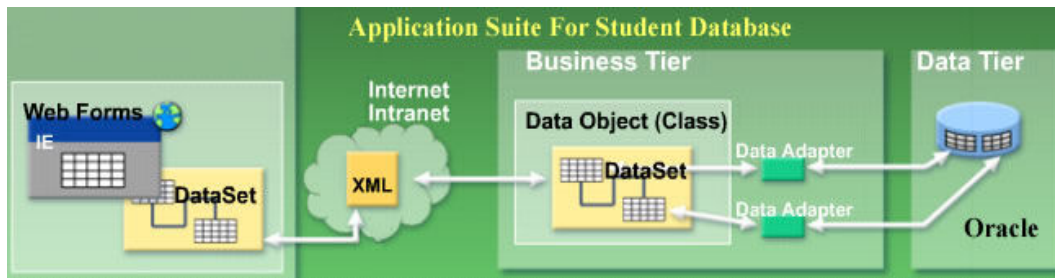 Application Suite For Student Database
Web Forms
IE
DataSet
Internet
Intranet
XML
Business Tier
Data Object (Class)
DataSet
Data Adapter
Data Adapter
Data Tier
Oracle